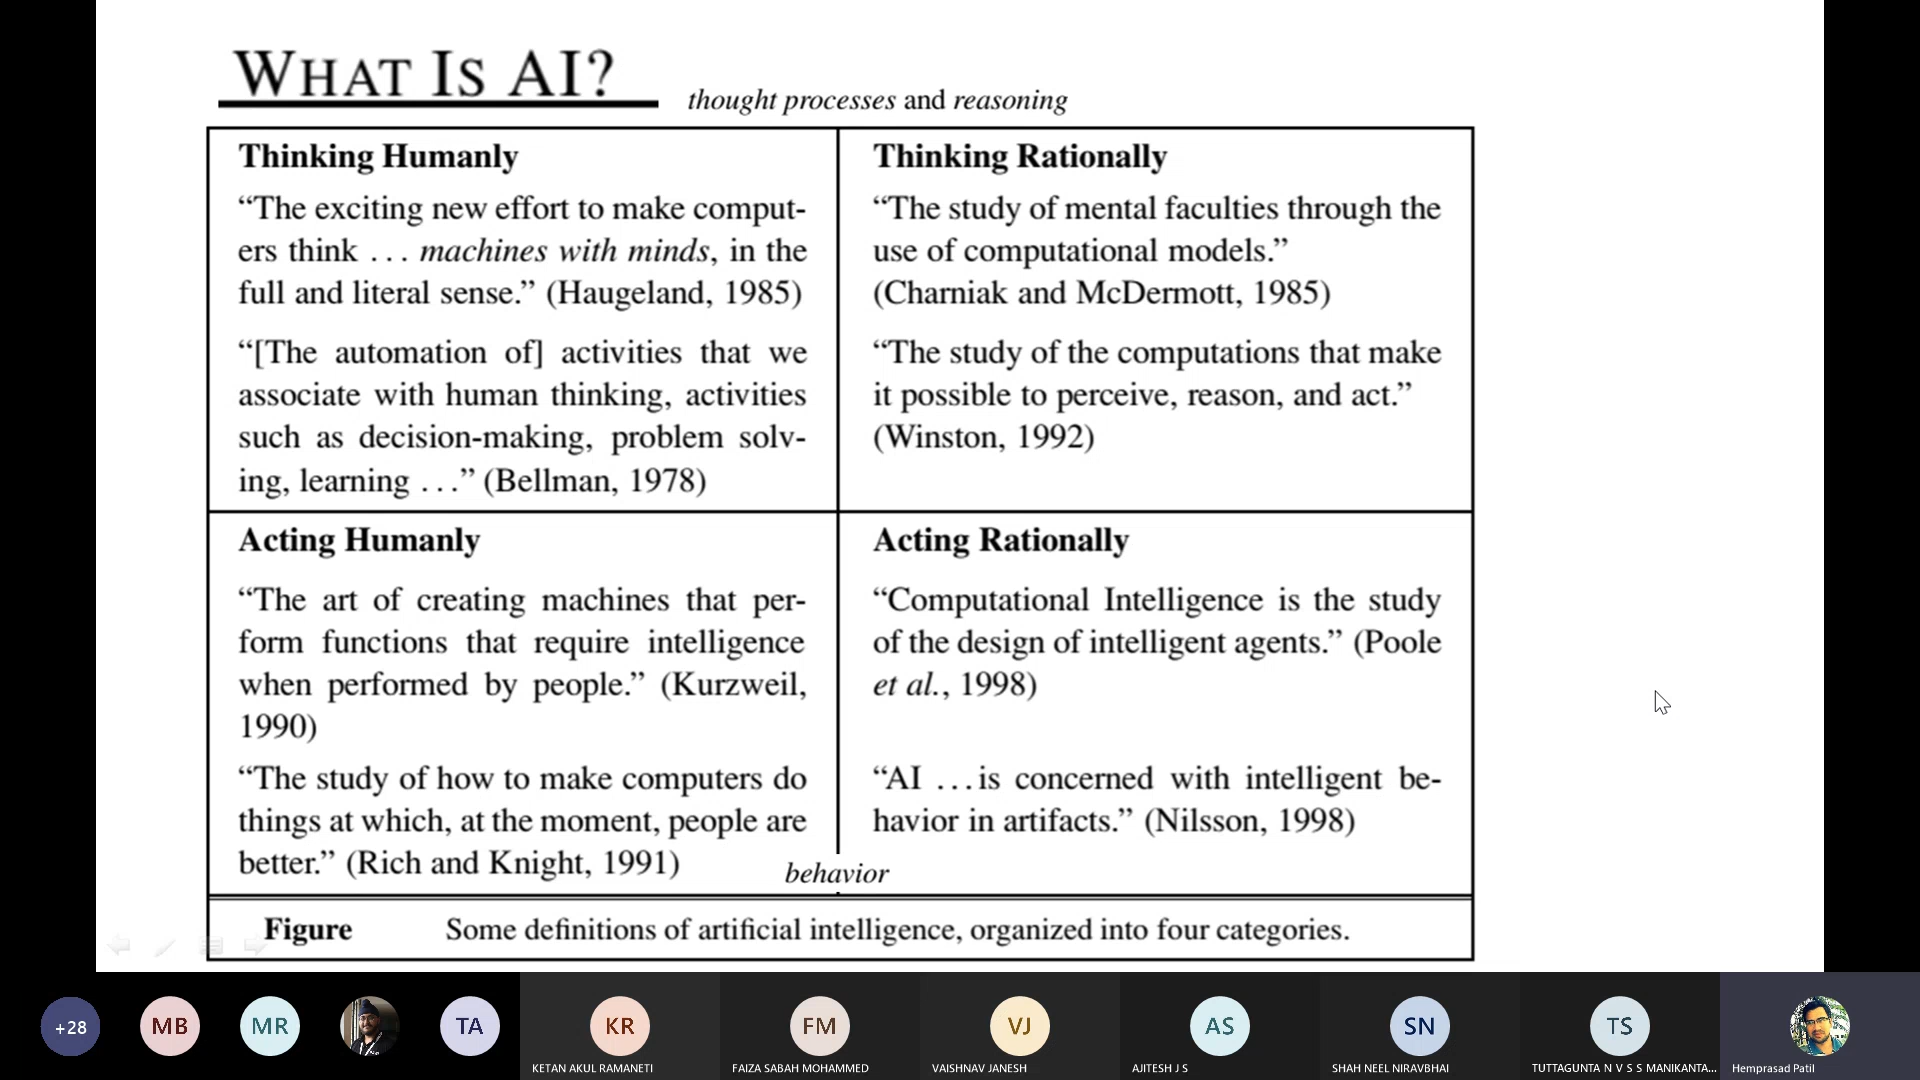 WHAT IS AI?
thought processes and reasoning
Thinking Humanly
“The exciting new effort to make comput-
ers think . . . machines with minds, in the
full and literal sense.” (Haugeland, 1985)
“[The automation of] activities that we
associate with human thinking, activities
such as decision-making, problem solv-
ing, learning . . .” (Bellman, 1978)
Thinking Rationally
“The study of mental faculties through the
use of computational models.”
(Charniak and McDermott, 1985)
“The study of the computations that make
it possible to perceive, reason, and act.”
(Winston, 1992)
Acting Humanly
“The art of creating machines that per-
form functions that require intelligence
when performed by people.” (Kurzweil,
1990)
“The study of how to make computers do
things at which, at the moment, people are
better.” (Rich and Knight, 1991)
Acting Rationally
“Computational Intelligence is the study
of the design of intelligent agents.” (Poole
et al., 1998)
“AI . . . is concerned with intelligent be-
havior in artifacts.” (Nilsson, 1998)
behavior
Figure Some definitions of artificial intelligence, organized into four categories.
+28
MB
MR
TA
KR
KETAN AKUL RAMANETI
FM
FAIZA SABAH MOHAMMED
VJ
VAISHNAV JANESH
AS
AJITESH J S
SN
SHAH NEEL NIRAVBHAI
TS
TUTTAGUNTA N V S S MANIKANTA...
Hemprasad Patil